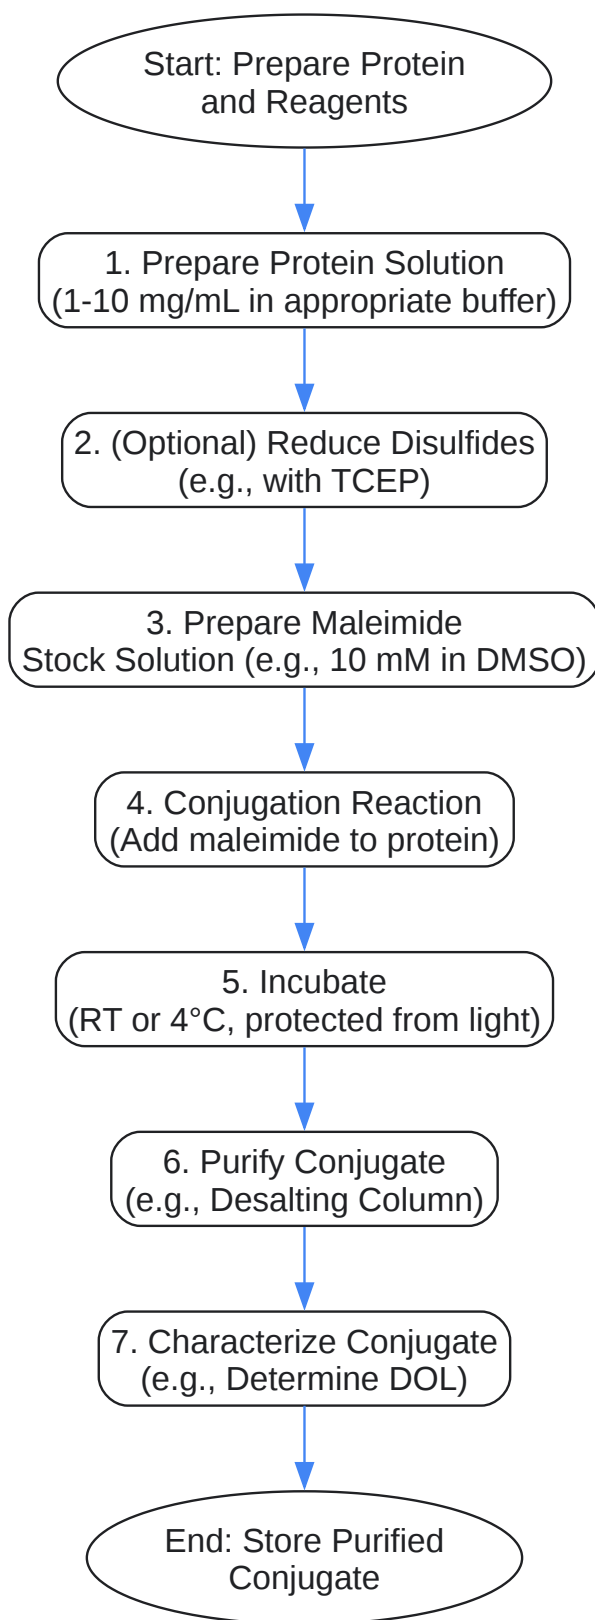 Start: Prepare Protein
and Reagents
1. Prepare Protein Solution
(1-10 mg/mL in appropriate buffer)
2. (Optional) Reduce Disulfides
(e.g., with TCEP)
3. Prepare Maleimide
Stock Solution (e.g., 10 mM in DMSO)
4. Conjugation Reaction
(Add maleimide to protein)
5. Incubate
(RT or 4°C, protected from light)
6. Purify Conjugate
(e.g., Desalting Column)
7. Characterize Conjugate
(e.g., Determine DOL)
End: Store Purified
Conjugate